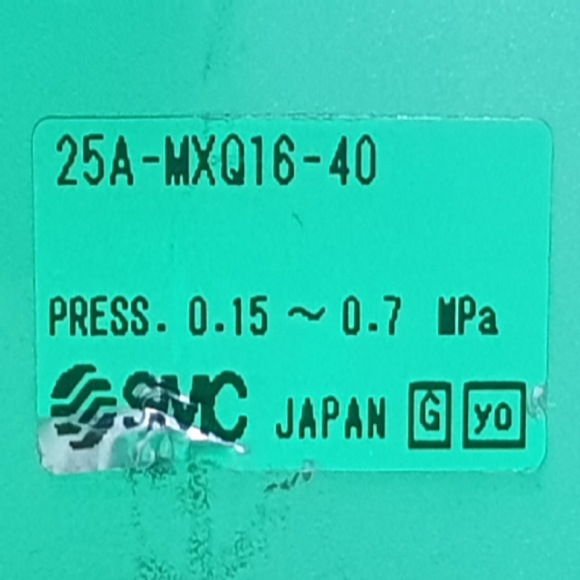 25A-MXQ16-40
PRESS. 0.15 ~ 0.7 MPa
SMC JAPAN G yo